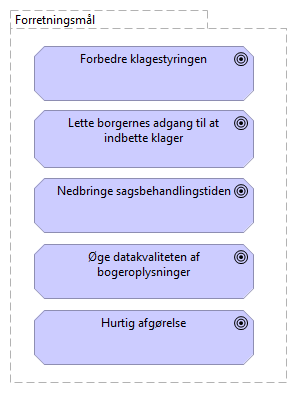 Forretningsmål
Forbedre klagestyringen
Lette borgernes adgang til at
indbette klager
Nedbringe sagsbehandlingstiden
Øge datakvaliteten af
bogeroplysninger
Hurtig afgørelse